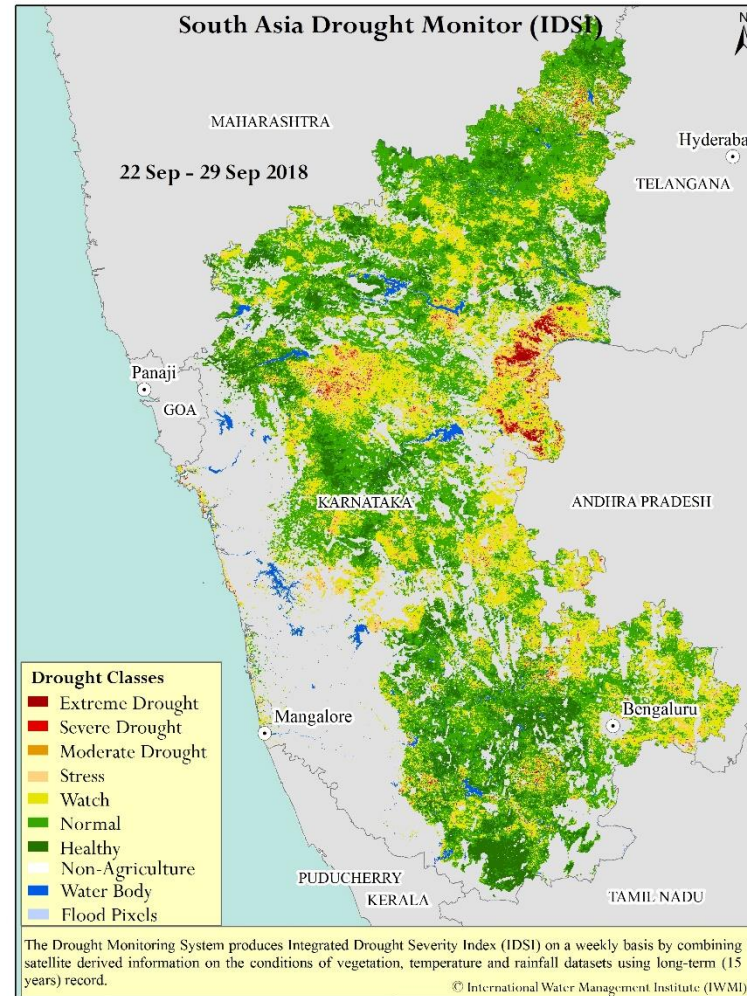 South Asia Drought Monitor (IDSI)
N
MAHARASHTRA
Hyderaba
22 Sep - 29 Sep 2018
TELANGANA
Panaji
GOA
KARNATAKA
ANDHRA PRADESH
Drought Classes
Extreme Drought
Severe Drought
Moderate Drought
Stress
Watch
Normal
Healthy
Non-Agriculture
Water Body
Flood Pixels
Mangalore
Bengaluru
PUDUCHERRY
KERALA
TAMIL NADU
The Drought Monitoring System produces Integrated Drought Severity Index (IDSI) on a weekly basis by combining
satellite derived information on the conditions of vegetation, temperature and rainfall datasets using long-term (15
years) record.
© International Water Management Institute (IWMI)